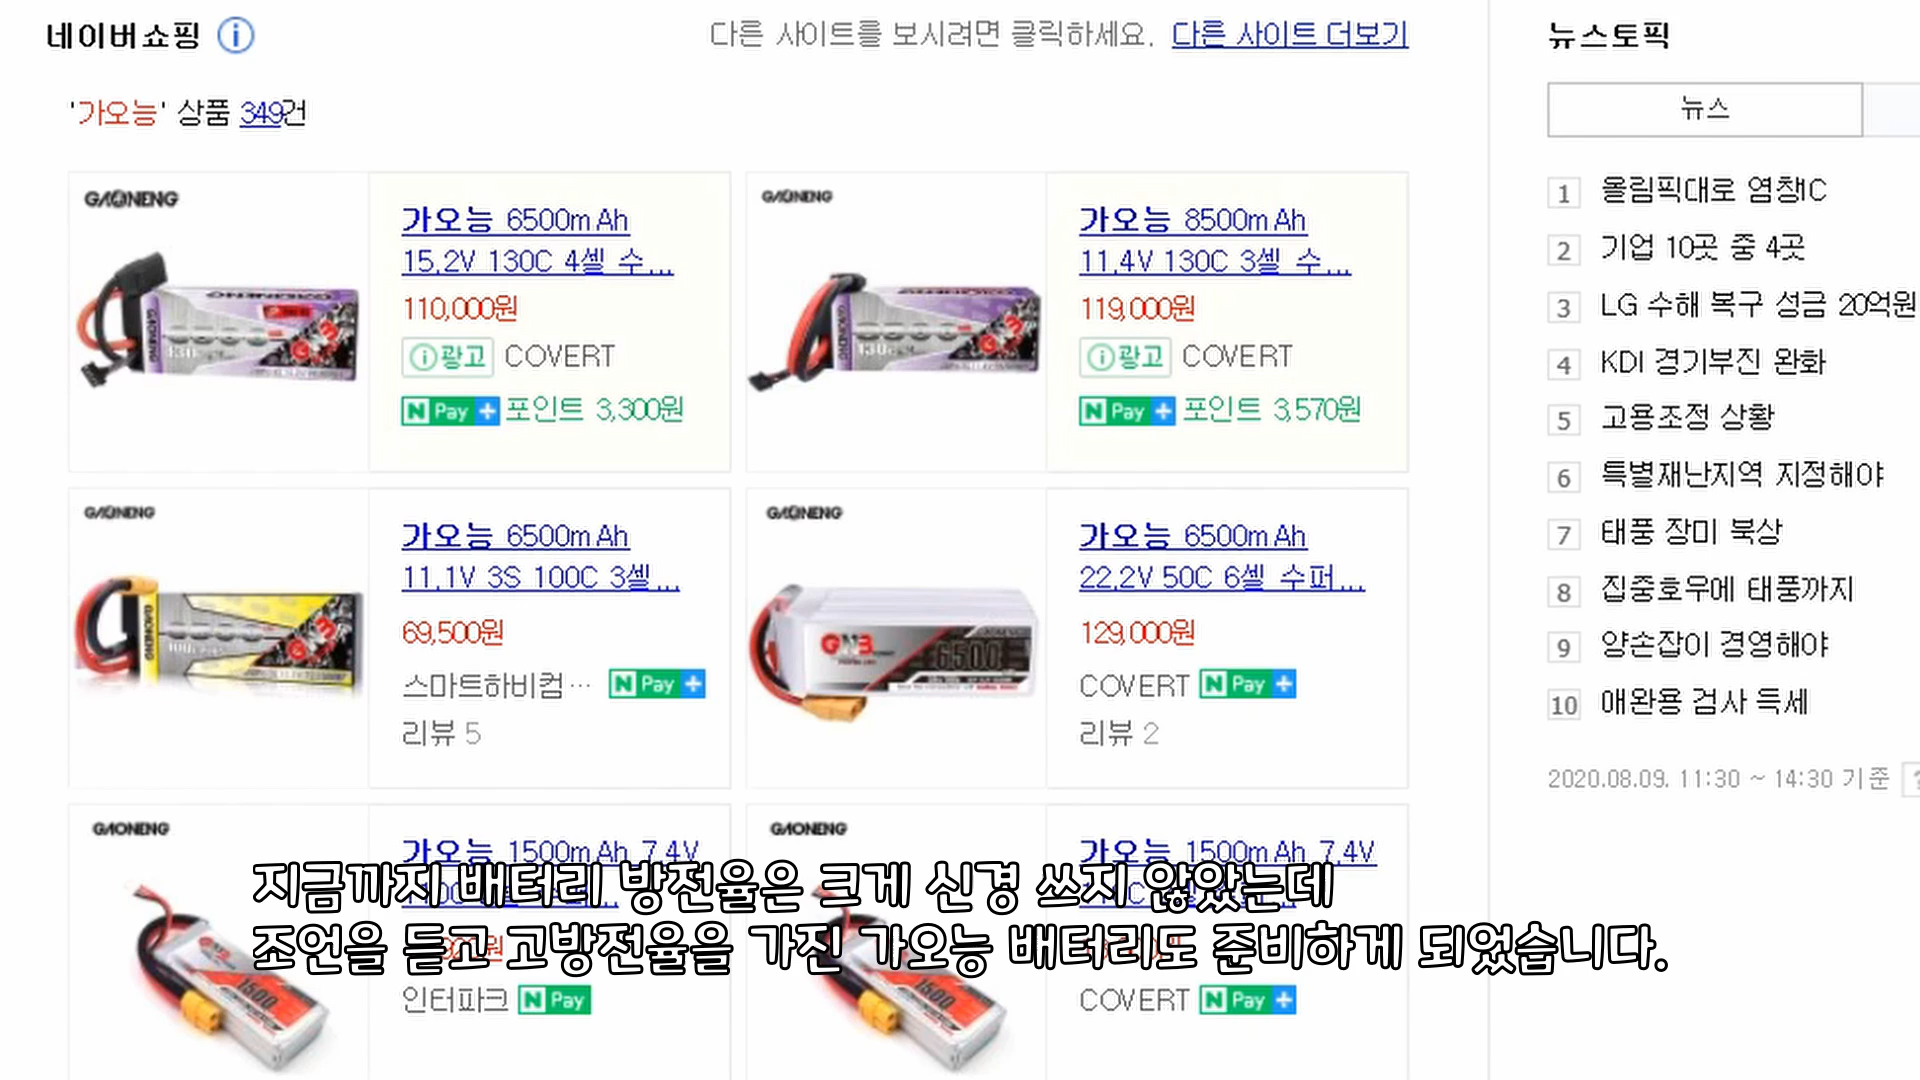 네이버쇼핑
다른 사이트를 보시려면 클릭하세요. 다른 사이트 더보기
'가오능' 상품 349건
GAONENG
가오능 6500mAh
15.2V 130C 4셀 수...
110,000원
광고 COVERT
N Pay + 포인트 3,300원
GAONENG
가오능 8500mAh
11.4V 130C 3셀 수...
119,000원
광고 COVERT
N Pay + 포인트 3,570원
GAONENG
가오능 6500mAh
11.1V 3S 100C 3셀...
69,500원
스마트하비컴… N Pay +
리뷰 5
GAONENG
GNB
6500
가오능 6500mAh
22.2V 50C 6셀 수퍼...
129,000원
COVERT N Pay +
리뷰 2
GAONENG
1500
가오능 1500mAh 7.4V
인터파크 N Pay
GAONENG
1500
가오능 1500mAh 7.4V
COVERT N Pay +
지금까지 배터리 방전율은 크게 신경 쓰지 않았는데
조언을 듣고 고방전율을 가진 가오능 배터리도 준비하게 되었습니다.
뉴스토픽
뉴스
1 올림픽대로 염창IC
2 기업 10곳 중 4곳
3 LG 수해 복구 성금 20억원
4 KDI 경기부진 완화
5 고용조정 상황
6 특별재난지역 지정해야
7 태풍 장미 북상
8 집중호우에 태풍까지
9 양손잡이 경영해야
10 애완용 검사 득세
2020.08.09. 11:30 ~ 14:30 기준